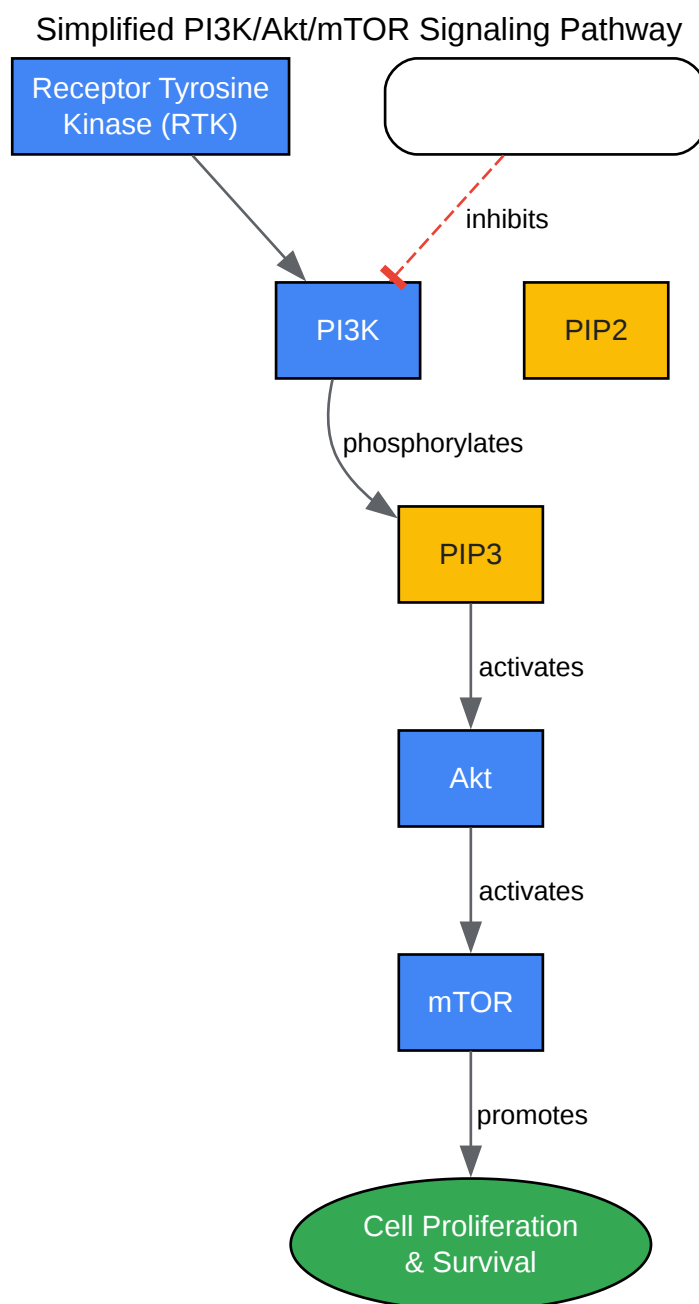 Simplified PI3K/Akt/mTOR Signaling Pathway
Receptor Tyrosine
Kinase (RTK)
inhibits
PI3K
PIP2
phosphorylates
PIP3
activates
Akt
activates
mTOR
promotes
Cell Proliferation
& Survival